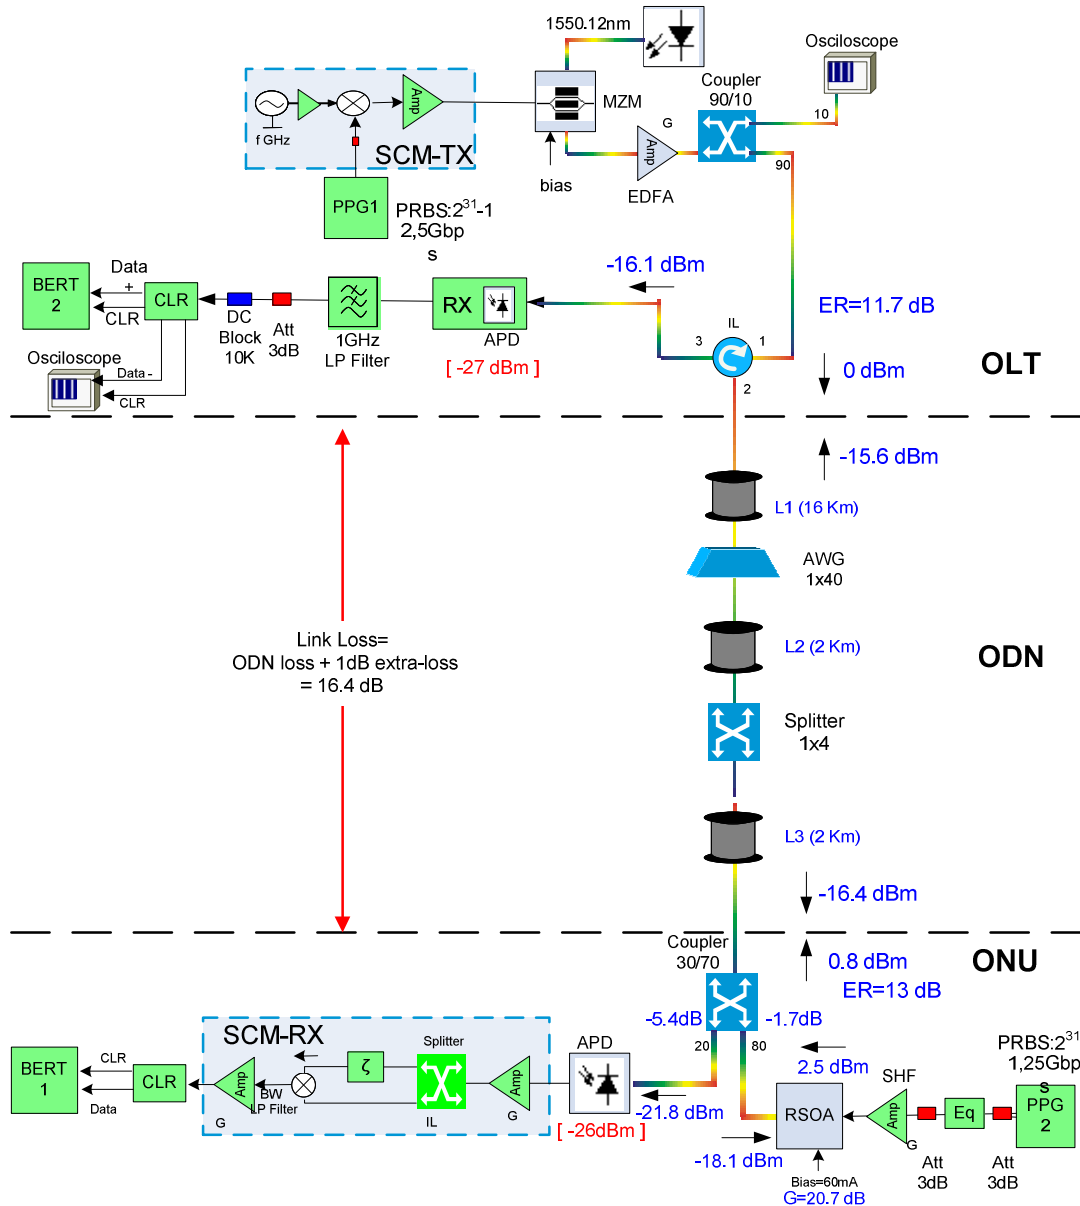 1550.12nm
Osciloscope
Coupler
90/10
10
MZM
Amp
f GHz
SCM-TX
G
Amp
EDFA
90
bias
PPG1
PRBS:2³¹-1
2,5Gbp
s
-16.1 dBm
BERT
2
Data
+
CLR
CLR
DC
Block
10K
Att
3dB
1GHz
LP Filter
RX
APD
[ -27 dBm ]
IL
3
1
2
ER=11.7 dB
0 dBm
OLT
Osciloscope
Data -
CLR
-15.6 dBm
L1 (16 Km)
AWG
1x40
L2 (2 Km)
ODN
Link Loss=
ODN loss + 1dB extra-loss
= 16.4 dB
Splitter
1x4
L3 (2 Km)
-16.4 dBm
Coupler
30/70
0.8 dBm
ER=13 dB
ONU
-5.4dB
-1.7dB
20
80
SCM-RX
Splitter
APD
2.5 dBm
PRBS:2³¹
1,25Gbp
s
BERT
1
CLR
Data
CLR
Amp
G
BW
LP Filter
ζ
IL
Amp
G
-21.8 dBm
[ -26dBm ]
-18.1 dBm
RSOA
SHF
Amp
G
Eq
PPG
2
Att
3dB
Att
3dB
Bias=60mA
G=20.7 dB